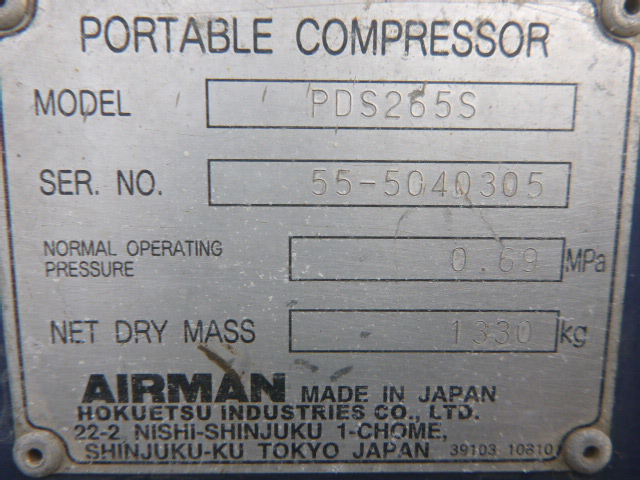 PORTABLE COMPRESSOR
MODEL PDS265S
SER. NO. 55-5040305
NORMAL OPERATING
PRESSURE 0.69 MPa
NET DRY MASS 1330 kg
AIRMAN MADE IN JAPAN
HOKUETSU INDUSTRIES CO., LTD.
22-2 NISHI-SHINJUKU 1-CHOME,
SHINJUKU-KU TOKYO JAPAN 39103 10810